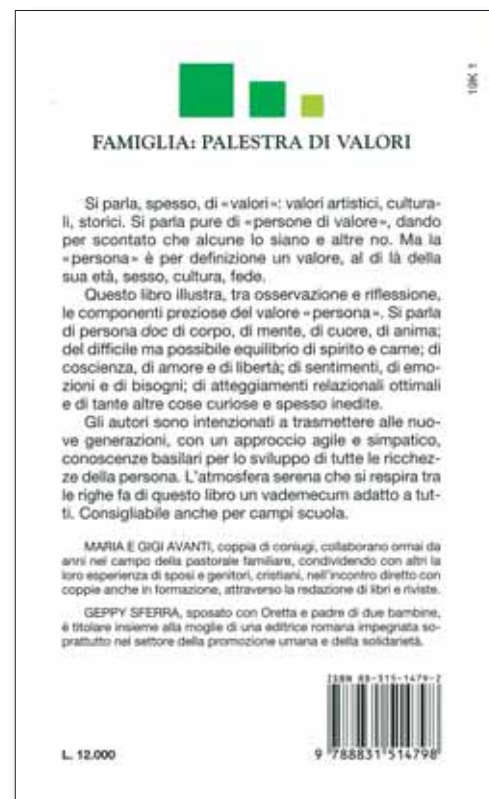 10K 1
FAMIGLIA: PALESTRA DI VALORI
Si parla, spesso, di «valori»: valori artistici, cultura-
li, storici. Si parla pure di «persone di valore», dando
per scontato che alcune lo siano e altre no. Ma la
«persona» è per definizione un valore, al di là della
sua età, sesso, cultura, fede.
Questo libro illustra, tra osservazione e riflessione,
le componenti preziose del valore «persona». Si parla
di persona doc di corpo, di mente, di cuore, di anima;
del difficile ma possibile equilibrio di spirito e carne; di
coscienza, di amore e di libertà; di sentimenti, di emo-
zioni e di bisogni; di atteggiamenti relazionali ottimali
e di tante altre cose curiose e spesso inedite.
Gli autori sono intenzionati a trasmettere alle nuo-
ve generazioni, con un approccio agile e simpatico,
conoscenze basilari per lo sviluppo di tutte le ricchez-
ze della persona. L'atmosfera serena che si respira tra
le righe fa di questo libro un vademecum adatto a tut-
ti. Consigliabile anche per campi scuola.
MARIA E GIGI AVANTI, coppia di coniugi, collaborano ormai da
anni nel campo della pastorale familiare, condividendo con altri la
loro esperienza di sposi e genitori, cristiani, nell'incontro diretto con
coppie anche in formazione, attraverso la redazione di libri e riviste.
GEPPY SFERRA, sposato con Oretta e padre di due bambine,
è titolare insieme alla moglie di una editrice romana impegnata so-
prattutto nel settore della promozione umana e della solidarietà.
ISBN 88-315-1479-2
L. 12.000
9 788831 514798